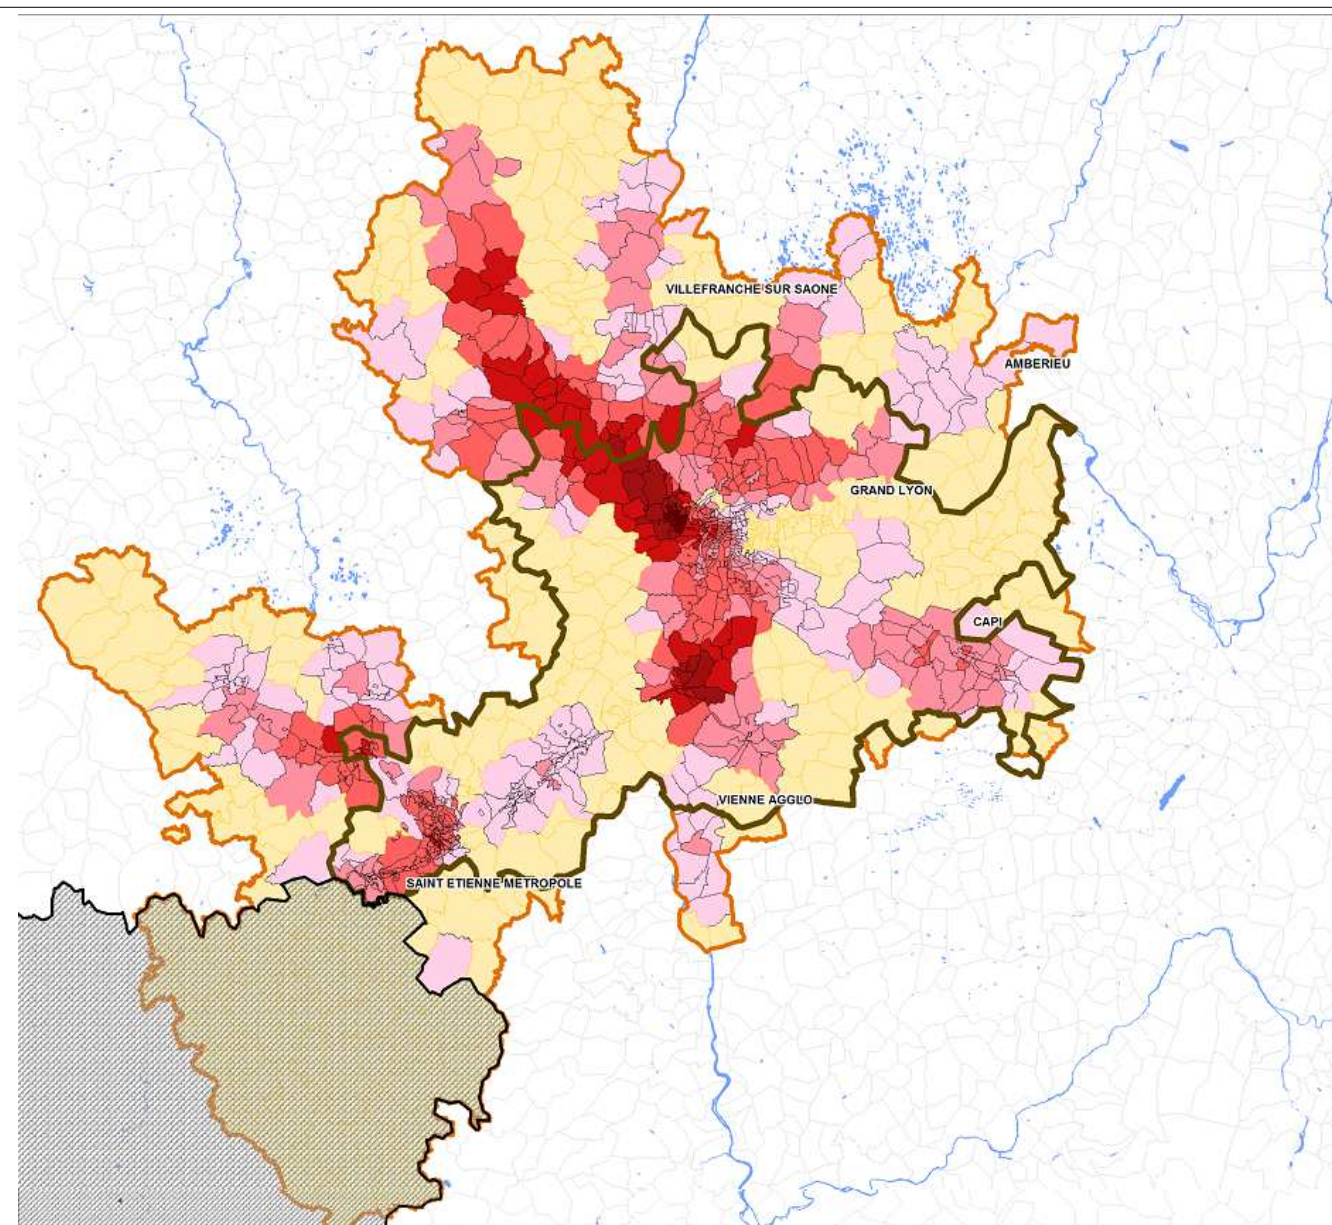 VILLEFRANCHE SUR SAONE
AMBERIEU
GRAND LYON
CAPI
VIENNE AGGLO
SAINT ETIENNE METROPOLE